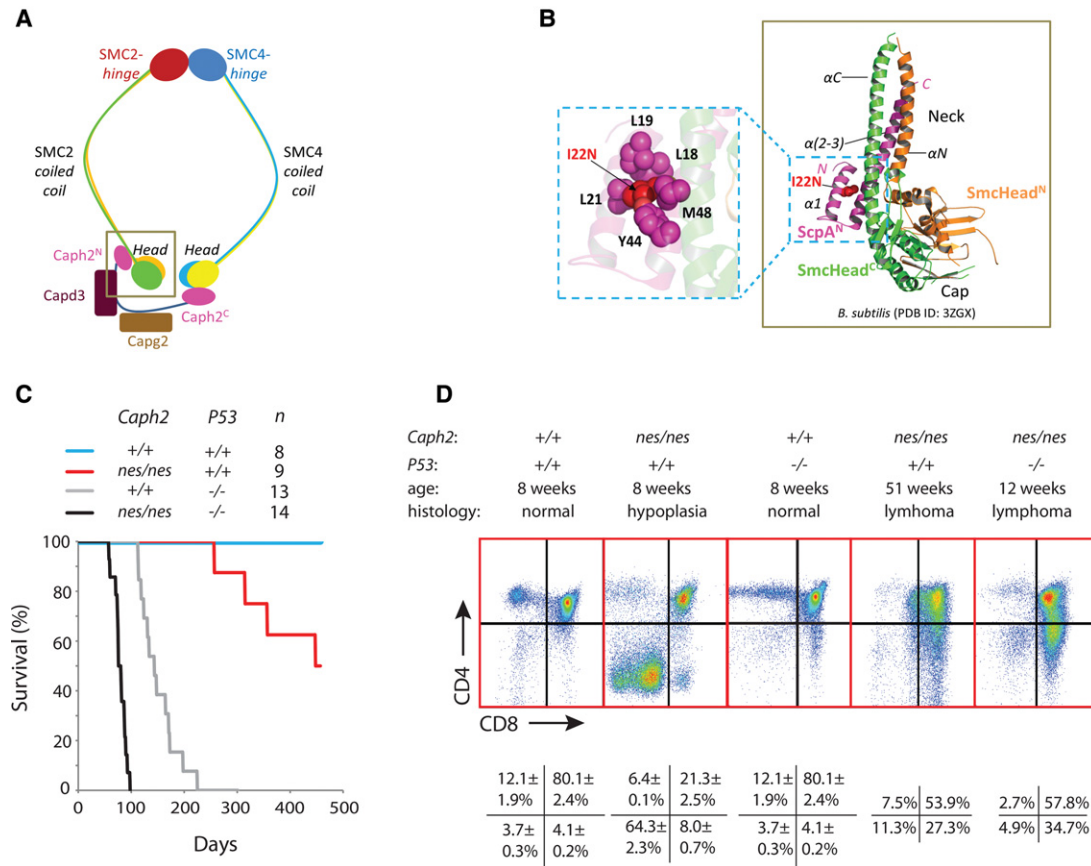 A
SMC2-
hinge
SMC4-
hinge
SMC2
coiled
coil
SMC4
coiled
coil
Caph2N
Head
Head
Capd3
Caph2C
Capg2
B
L19
I22N
L18
L21
M48
Y44
αC
C
Neck
α(2-3)
αN
N
I22N
α1
SmcHeadN
ScpAN
SmcHeadC
Cap
B. subtilis (PDB ID: 3ZGX)
C
Caph2 P53 n
+/+ +/+ 8
nes/nes +/+ 9
+/+ -/- 13
nes/nes -/- 14
Survival (%)
100
80
60
40
20
0
0 100 200 300 400 500
Days
D
Caph2: +/+ nes/nes +/+ nes/nes nes/nes
P53: +/+ +/+ -/- +/+ -/-
age: 8 weeks 8 weeks 8 weeks 51 weeks 12 weeks
histology: normal hypoplasia normal lymhoma lymphoma
CD4
CD8
12.1± 80.1± 6.4± 21.3± 12.1± 80.1±
1.9% 2.4% 0.1% 2.5% 1.9% 2.4% 7.5% 53.9% 2.7% 57.8%
3.7± 4.1± 64.3± 8.0± 3.7± 4.1± 11.3% 27.3% 4.9% 34.7%
0.3% 0.2% 2.3% 0.7% 0.3% 0.2%